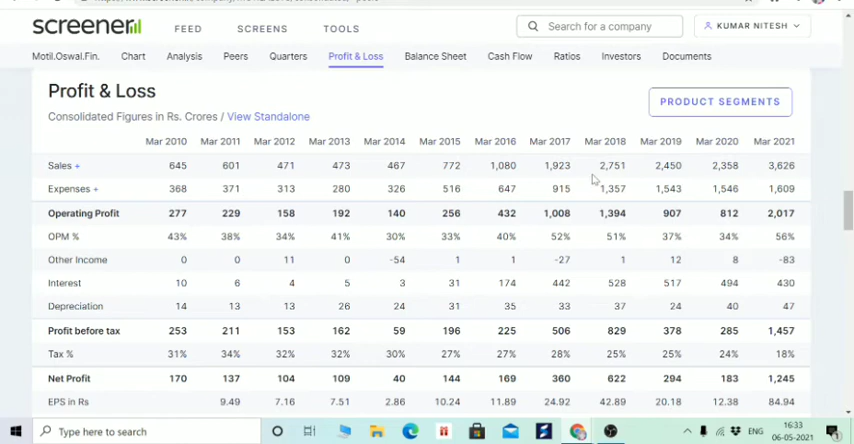 screener
FEED SCREENS TOOLS
Search for a company
KUMAR NITESH
Motil.Oswal.Fin. Chart Analysis Peers Quarters Profit & Loss Balance Sheet Cash Flow Ratios Investors Documents
Profit & Loss
Consolidated Figures in Rs. Crores / View Standalone
PRODUCT SEGMENTS
Mar 2010 Mar 2011 Mar 2012 Mar 2013 Mar 2014 Mar 2015 Mar 2016 Mar 2017 Mar 2018 Mar 2019 Mar 2020 Mar 2021
Sales + 645 601 471 473 467 772 1,080 1,923 2,751 2,450 2,358 3,626
Expenses + 368 371 313 280 326 516 647 915 1,357 1,543 1,546 1,609
Operating Profit 277 229 158 192 140 256 432 1,008 1,394 907 812 2,017
OPM % 43% 38% 34% 41% 30% 33% 40% 52% 51% 37% 34% 56%
Other Income 0 0 11 0 -54 1 1 -27 1 12 8 -83
Interest 10 6 4 5 3 31 174 442 528 517 494 430
Depreciation 14 13 13 26 24 31 35 33 37 24 40 47
Profit before tax 253 211 153 162 59 196 225 506 829 378 285 1,457
Tax % 31% 34% 32% 32% 30% 27% 27% 28% 25% 25% 24% 18%
Net Profit 170 137 104 109 40 144 169 360 622 294 183 1,245
EPS in Rs 9.49 7.16 7.51 2.86 10.24 11.89 24.92 42.89 20.18 12.38 84.94
Type here to search
ENG
16:33
06-05-2021